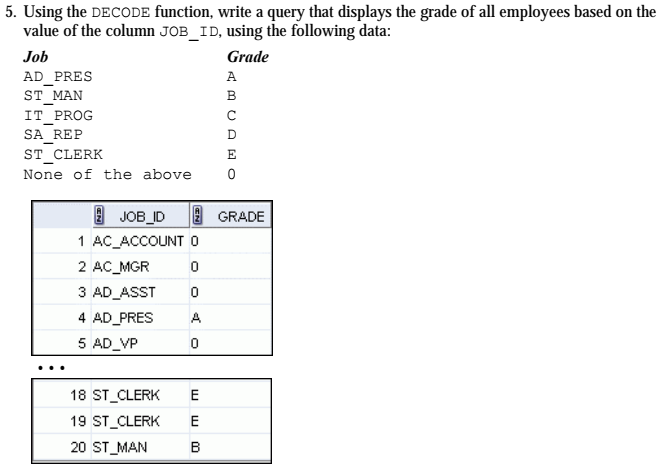 5. Using the DECODE function, write a query that displays the grade of all employees based on the
value of the column JOB_ID, using the following data:
Job Grade
AD_PRES A
ST_MAN B
IT_PROG C
SA_REP D
ST_CLERK E
None of the above 0
JOB_ID GRADE
1 AC_ACCOUNT 0
2 AC_MGR 0
3 AD_ASST 0
4 AD_PRES A
5 AD_VP 0
...
18 ST_CLERK E
19 ST_CLERK E
20 ST_MAN B